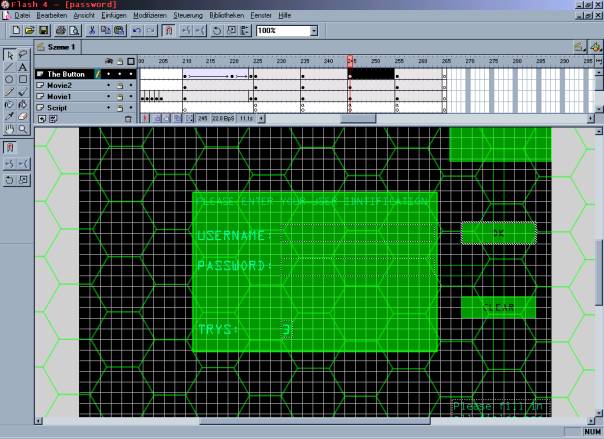 Flash 4 - [password]
Datei Bearbeiten Ansicht Einfügen Modifizieren Steuerung Bibliotheken Fenster Hilfe
100%
Szene 1
200 205 210 215 220 225 230 235 240 245 250 255 260 265 270 275 280 285 290 295
The Button
Movie2
Movie1
Script
245 22.0 BpS 11.1s
PLEASE ENTER YOUR USER IDNTIFICATION
USERNAME:
OK
PASSWORD:
CLEAR
TRYS: 3
Please fill in
NUM